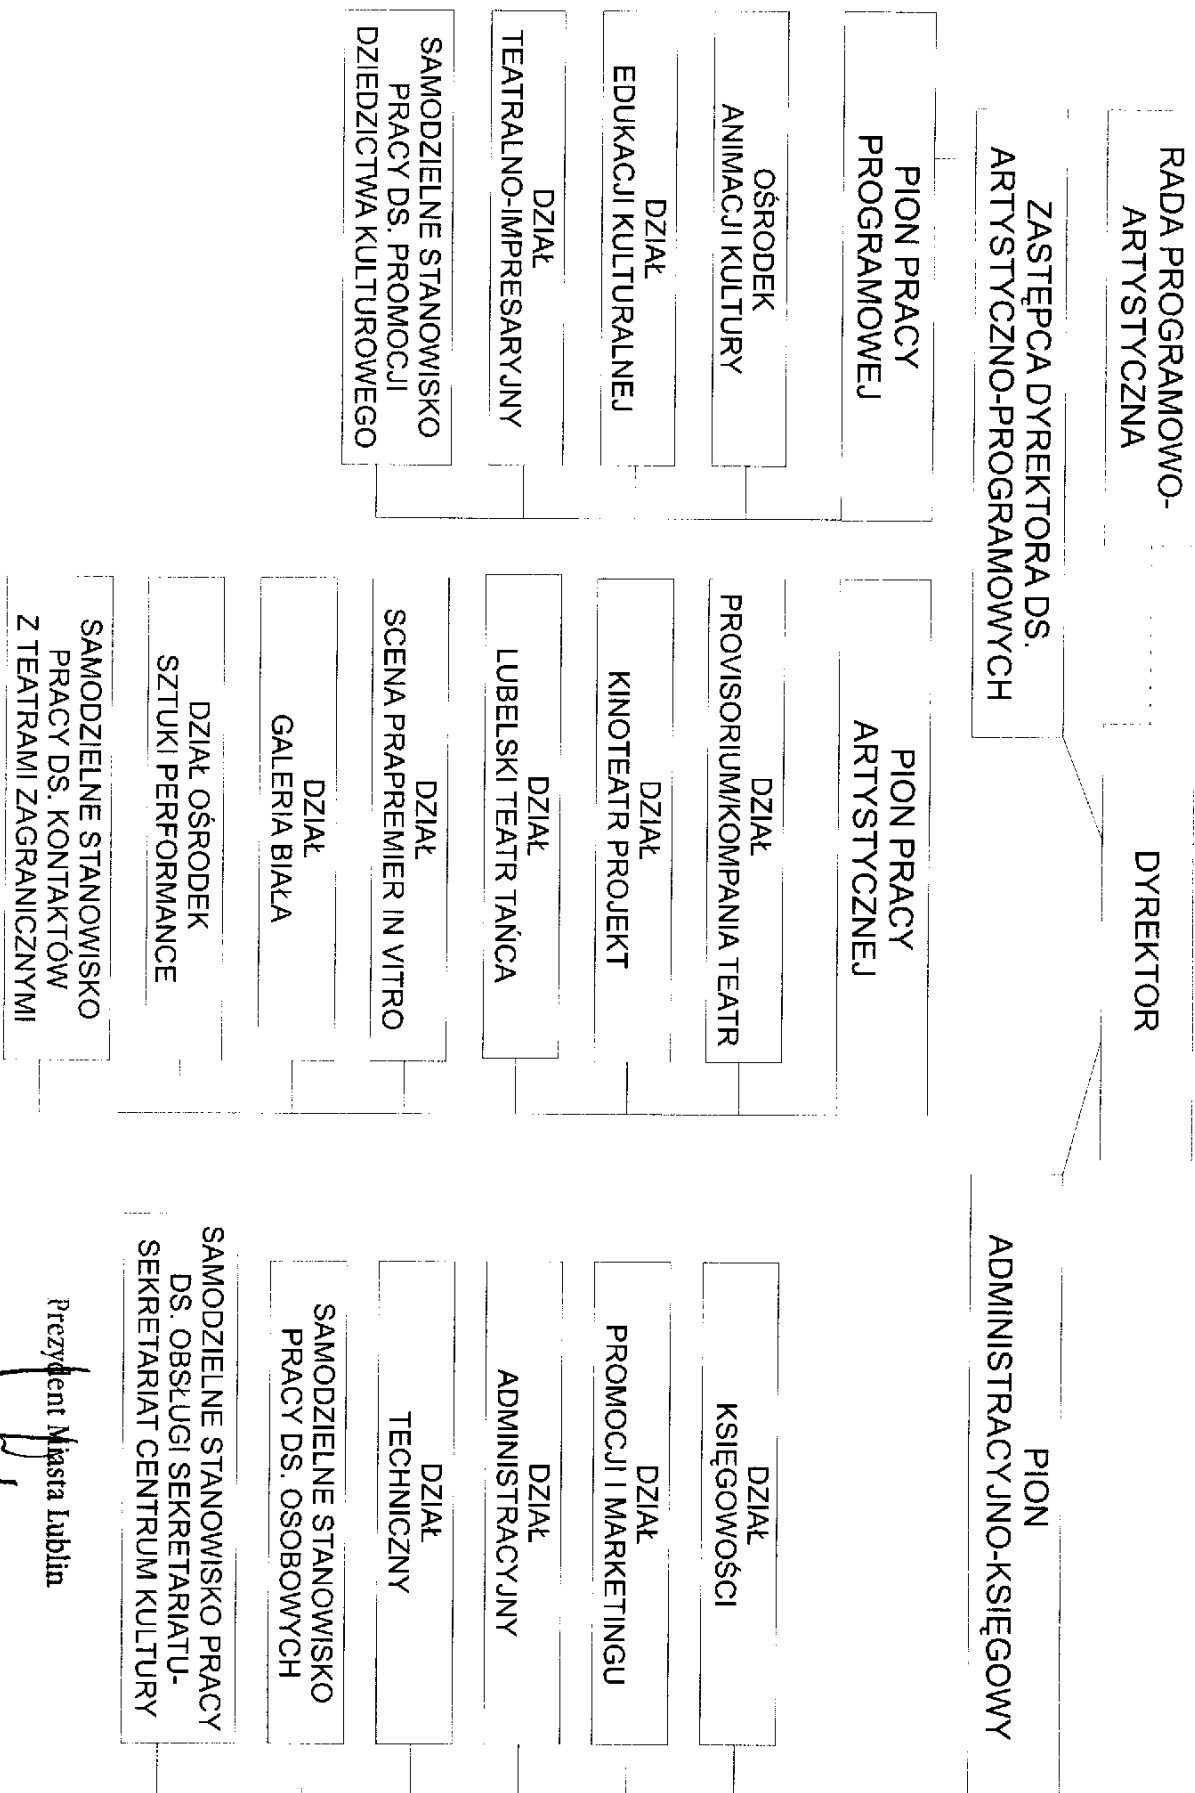 RADA PROGRAMOWO-
ARTYSTYCZNA
DYREKTOR
ZASTĘPCA DYREKTORA DS.
ARTYSTYCZNO-PROGRAMOWYCH
PION
ADMINISTRACYJNO-KSIĘGOWY
PION PRACY
PROGRAMOWEJ
OŚRODEK
ANIMACJI KULTURY
DZIAŁ
EDUKACJI KULTURALNEJ
DZIAŁ
TEATRALNO-IMPRESARYJNY
SAMODZIELNE STANOWISKO
PRACY DS. PROMOCJI
DZIEDZICTWA KULTUROWEGO
PION PRACY
ARTYSTYCZNEJ
DZIAŁ
PROVISORIUM/KOMPANIA TEATR
DZIAŁ
KINOTEATR PROJEKT
DZIAŁ
LUBELSKI TEATR TAŃCA
DZIAŁ
SCENA PRAPREMIER IN VITRO
DZIAŁ
GALERIA BIAŁA
DZIAŁ OŚRODEK
SZTUKI PERFORMANCE
SAMODZIELNE STANOWISKO
PRACY DS. KONTAKTÓW
Z TEATRAMI ZAGRANICZNYMI
DZIAŁ
KSIĘGOWOŚCI
DZIAŁ
PROMOCJI I MARKETINGU
DZIAŁ
ADMINISTRACYJNY
DZIAŁ
TECHNICZNY
SAMODZIELNE STANOWISKO
PRACY DS. OSOBOWYCH
SAMODZIELNE STANOWISKO PRACY
DS. OBSŁUGI SEKRETARIATU-
SEKRETARIAT CENTRUM KULTURY
Prezydent Miasta Lublin